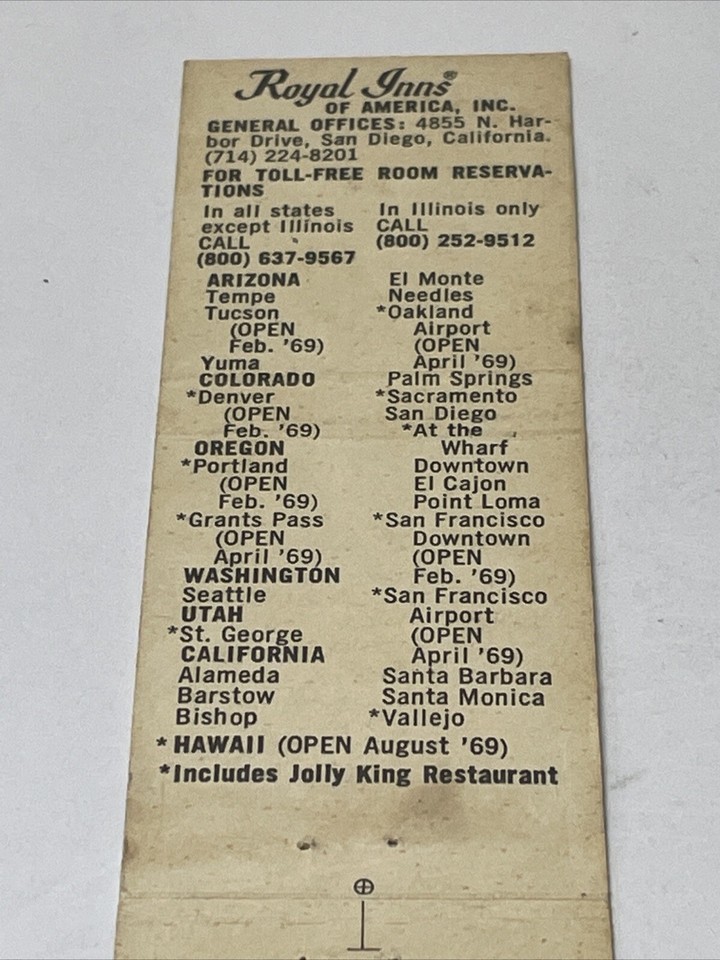 Royal Inns®
OF AMERICA, INC.
GENERAL OFFICES: 4855 N. Har-
bor Drive, San Diego, California.
(714) 224-8201
FOR TOLL-FREE ROOM RESERVA-
TIONS
In all states
except Illinois
CALL
(800) 637-9567
In Illinois only
CALL
(800) 252-9512
ARIZONA
Tempe
Tucson
(OPEN
Feb. '69)
Yuma
COLORADO
*Denver
(OPEN
Feb. '69)
OREGON
*Portland
(OPEN
Feb. '69)
*Grants Pass
(OPEN
April '69)
WASHINGTON
Seattle
UTAH
*St. George
CALIFORNIA
Alameda
Barstow
Bishop
El Monte
Needles
*Oakland
Airport
(OPEN
April '69)
Palm Springs
*Sacramento
San Diego
*At the
Wharf
Downtown
El Cajon
Point Loma
*San Francisco
Downtown
(OPEN
Feb. '69)
*San Francisco
Airport
(OPEN
April '69)
Santa Barbara
Santa Monica
*Vallejo
*HAWAII (OPEN August '69)
*Includes Jolly King Restaurant